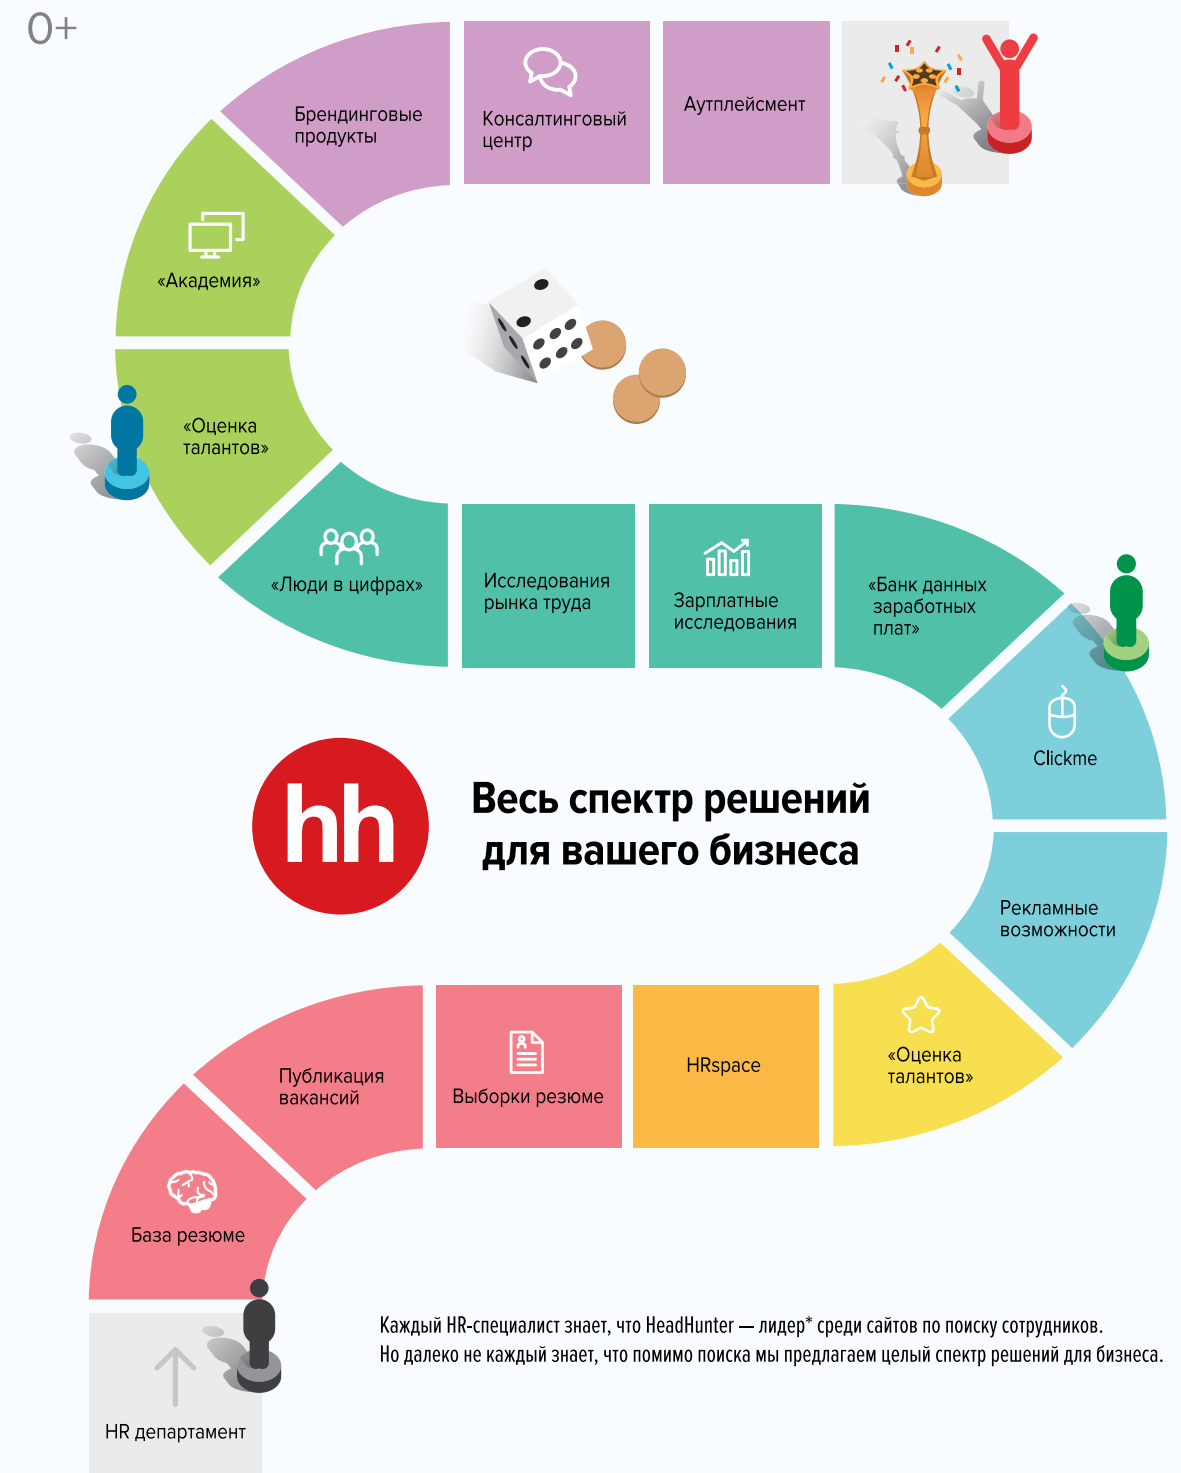 0+
Брендинговые
продукты
Консалтинговый
центр
Аутплейсмент
«Академия»
«Оценка
талантов»
«Люди в цифрах»
Исследования
рынка труда
Зарплатные
исследования
«Банк данных
заработных
плат»
Clickme
hh
Весь спектр решений
для вашего бизнеса
Рекламные
возможности
«Оценка
талантов»
HRspace
Выборки резюме
Публикация
вакансий
База резюме
Каждый HR-специалист знает, что HeadHunter — лидер* среди сайтов по поиску сотрудников.
Но далеко не каждый знает, что помимо поиска мы предлагаем целый спектр решений для бизнеса.
HR департамент